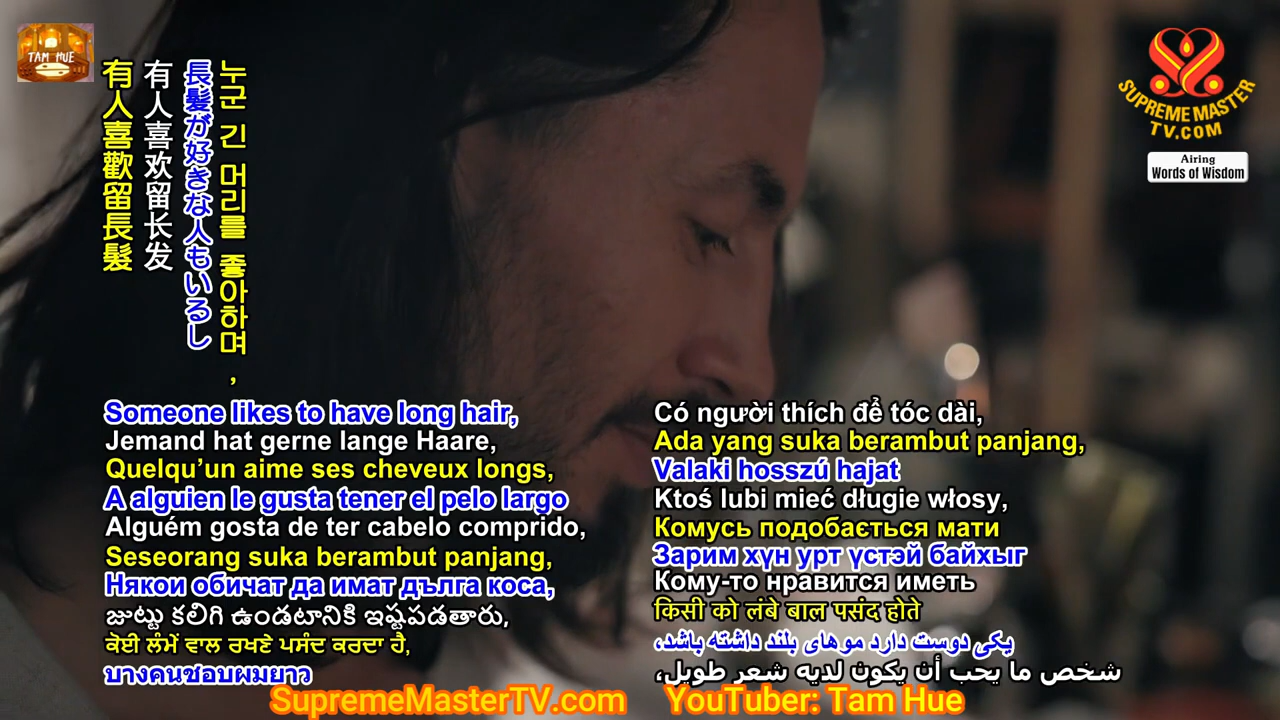 TAM HUE
有人喜歡留長髮
有人喜欢留长发
長髪が好きな人もいるし
누군 긴 머리를 좋아하며,
SUPREME MASTER
TV.COM
Airing
Words of Wisdom
Someone likes to have long hair,
Jemand hat gerne lange Haare,
Quelqu’un aime ses cheveux longs,
A alguien le gusta tener el pelo largo
Alguém gosta de ter cabelo comprido,
Seseorang suka berambut panjang,
Някои обичат да имат дълга коса,
జుట్టు కలిగి ఉండటానికి ఇష్టపడతారు,
ਕੋਈ ਲੰਮੇਂ ਵਾਲ ਰਖਣੇ ਪਸੰਦ ਕਰਦਾ ਹੈ,
บางคนชอบผมยาว
Có người thích để tóc dài,
Ada yang suka berambut panjang,
Valaki hosszú hajat
Ktoś lubi mieć długie włosy,
Комусь подобається мати
Зарим хүн урт үстэй байхыг
Кому-то нравится иметь
किसी को लंबे बाल पसंद होते
یکی دوست دارد مو های بلند داشته باشد،
شخص ما يحب أن يكون لديه شعر طويل،
SupremeMasterTV.com
YouTuber: Tam Hue